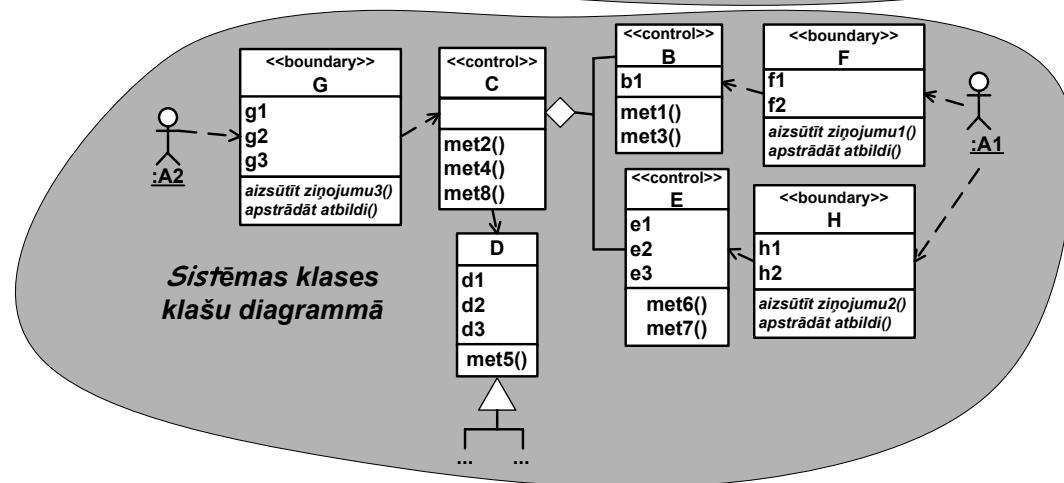 <<boundary>>
G
g1
g2
g3
aizsūtīt ziņojumu3()
apstrādāt atbildi()
:A2
<<control>>
C
met2()
met4()
met8()
D
d1
d2
d3
met5()
...
...
<<control>>
B
b1
met1()
met3()
<<boundary>>
F
f1
f2
aizsūtīt ziņojumu1()
apstrādāt atbildi()
:A1
<<control>>
E
e1
e2
e3
met6()
met7()
<<boundary>>
H
h1
h2
aizsūtīt ziņojumu2()
apstrādāt atbildi()
Sistēmas klases
klašu diagrammā